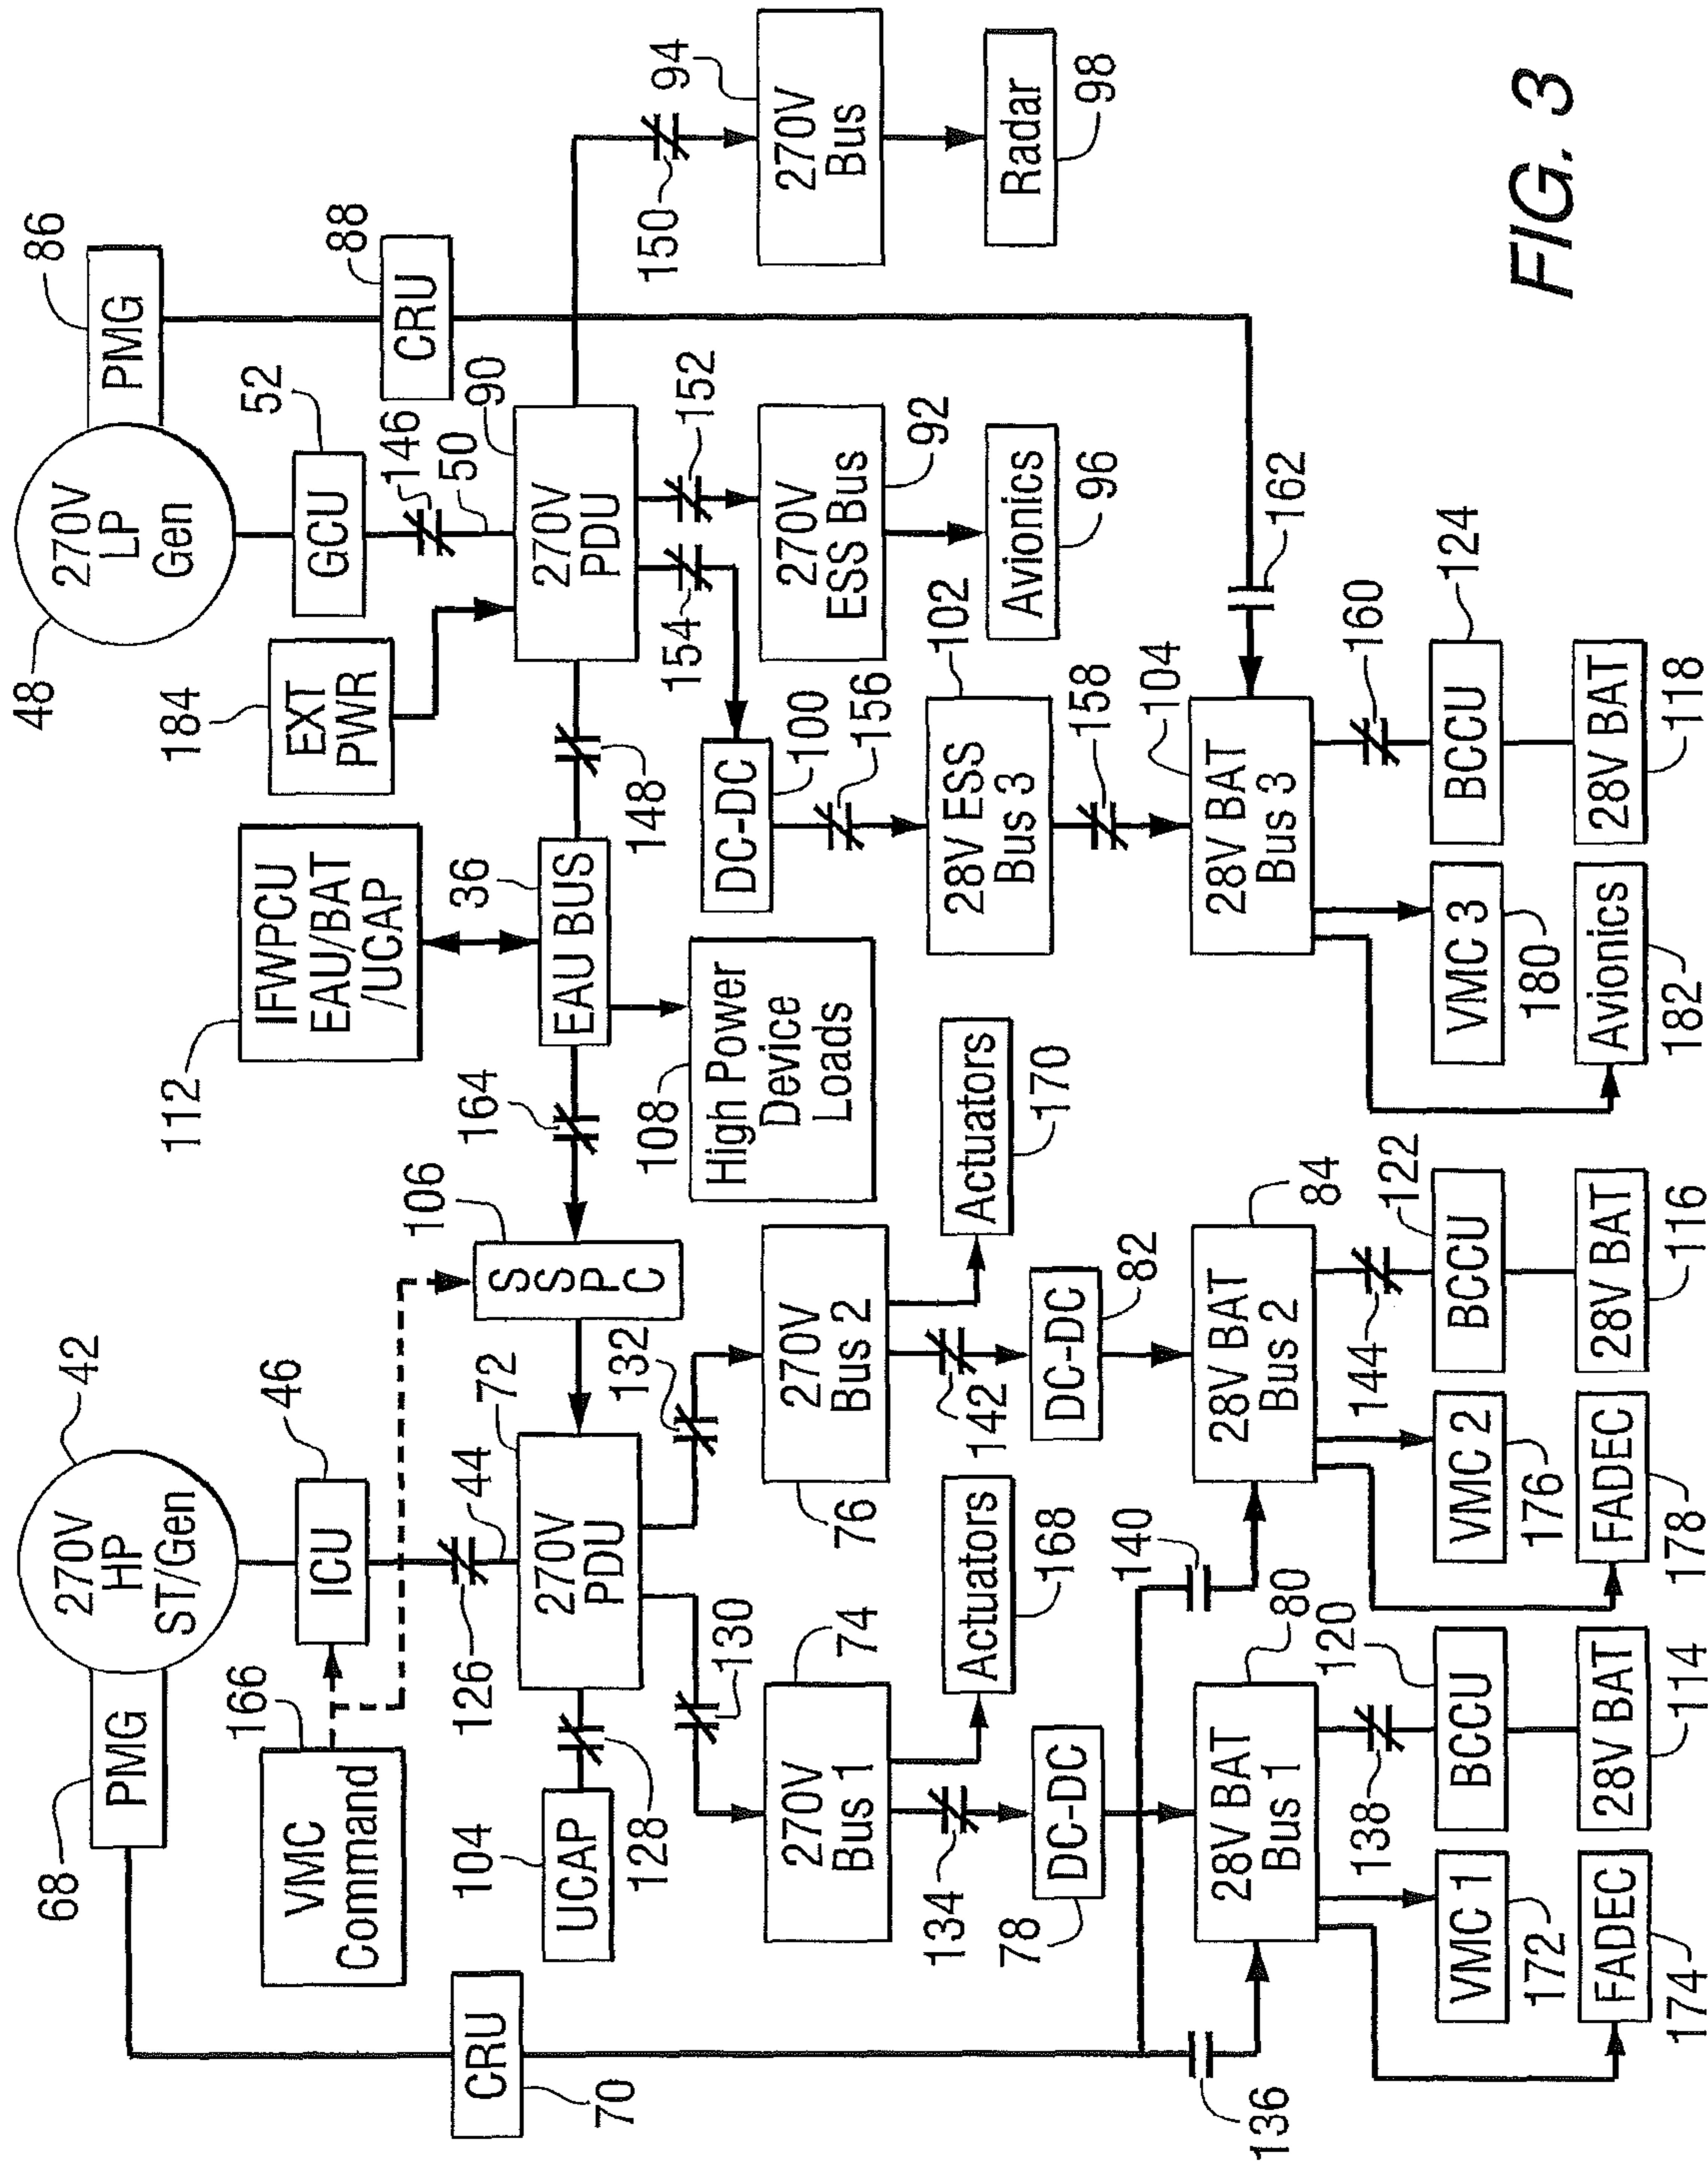 42
68
PMG
270V
HP
ST/Gen
166
VMC
Command
46
ICU
126
44
CRU
70
104
UCAP
128
72
270V
PDU
106
SSPC
164
130
132
74
270V
Bus 1
76
270V
Bus 2
134
142
Actuators
168
Actuators
170
78
DC-DC
DC-DC
82
136
140
80
28V BAT
Bus 1
84
28V BAT
Bus 2
138
120
144
122
VMC 1
172
BCCU
VMC 2
176
BCCU
FADEC
174
28V BAT
114
FADEC
178
28V BAT
116
48
270V
LP
Gen
PMG
86
112
IFWPCU
EAU/BAT
/UCAP
184
EXT
PWR
GCU
52
CRU
88
146
50
36
EAU BUS
148
90
270V
PDU
108
High Power
Device
Loads
154
152
150
94
270V
Bus
DC-DC
100
270V
ESS Bus
92
156
102
28V ESS
Bus 3
Avionics
96
Radar
98
158
162
104
28V BAT
Bus 3
160
124
VMC 3
180
BCCU
Avionics
182
28V BAT
118
FIG. 3